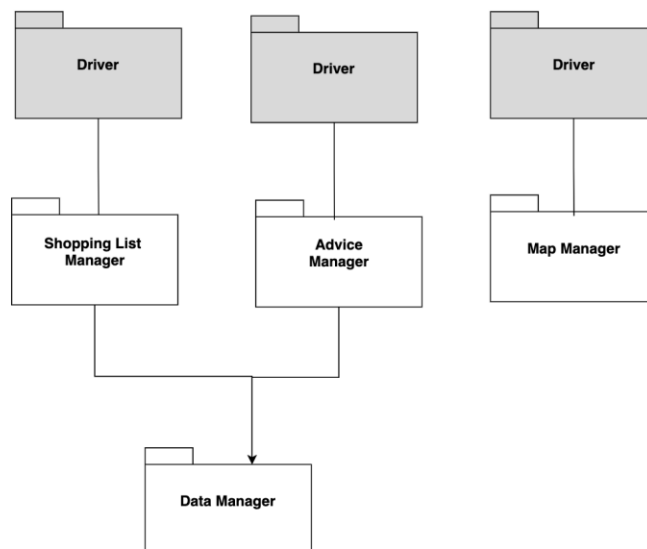 Driver
Driver
Driver
Shopping List
Manager
Advice
Manager
Map Manager
Data Manager